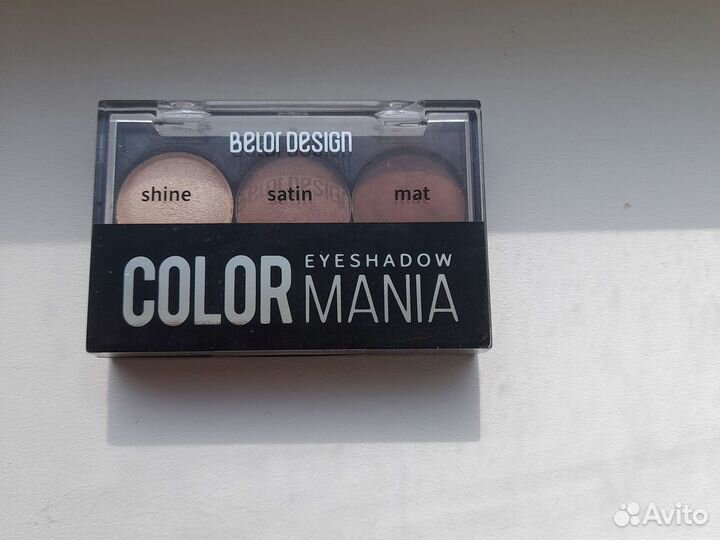 Belor Design
shine satin mat
EYESHADOW
COLOR MANIA
Avito